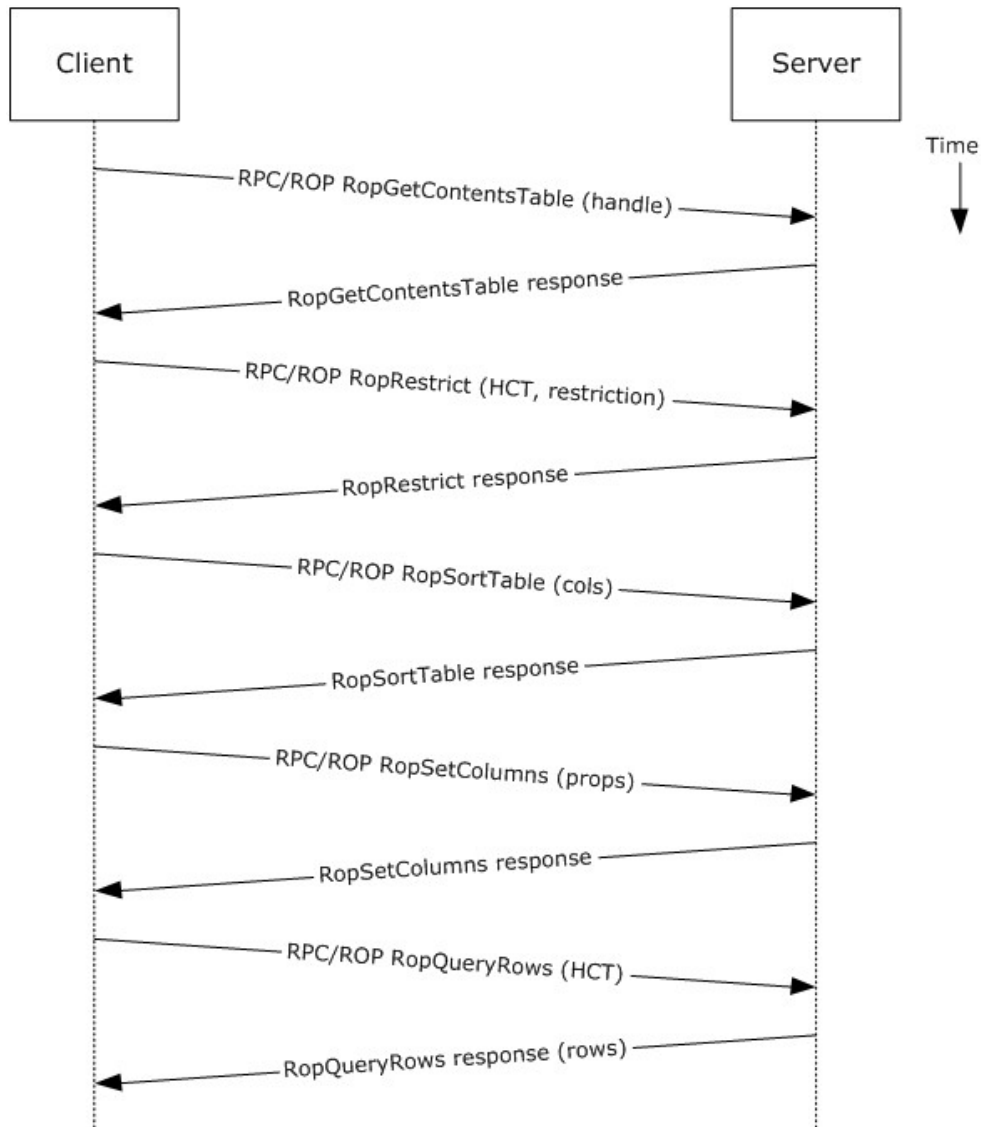 Client
Server
Time
RPC/ROP RopGetContentsTable (handle)
RopGetContentsTable response
RPC/ROP RopRestrict (HCT, restriction)
RopRestrict response
RPC/ROP RopSortTable (cols)
RopSortTable response
RPC/ROP RopSetColumns (props)
RopSetColumns response
RPC/ROP RopQueryRows (HCT)
RopQueryRows response (rows)